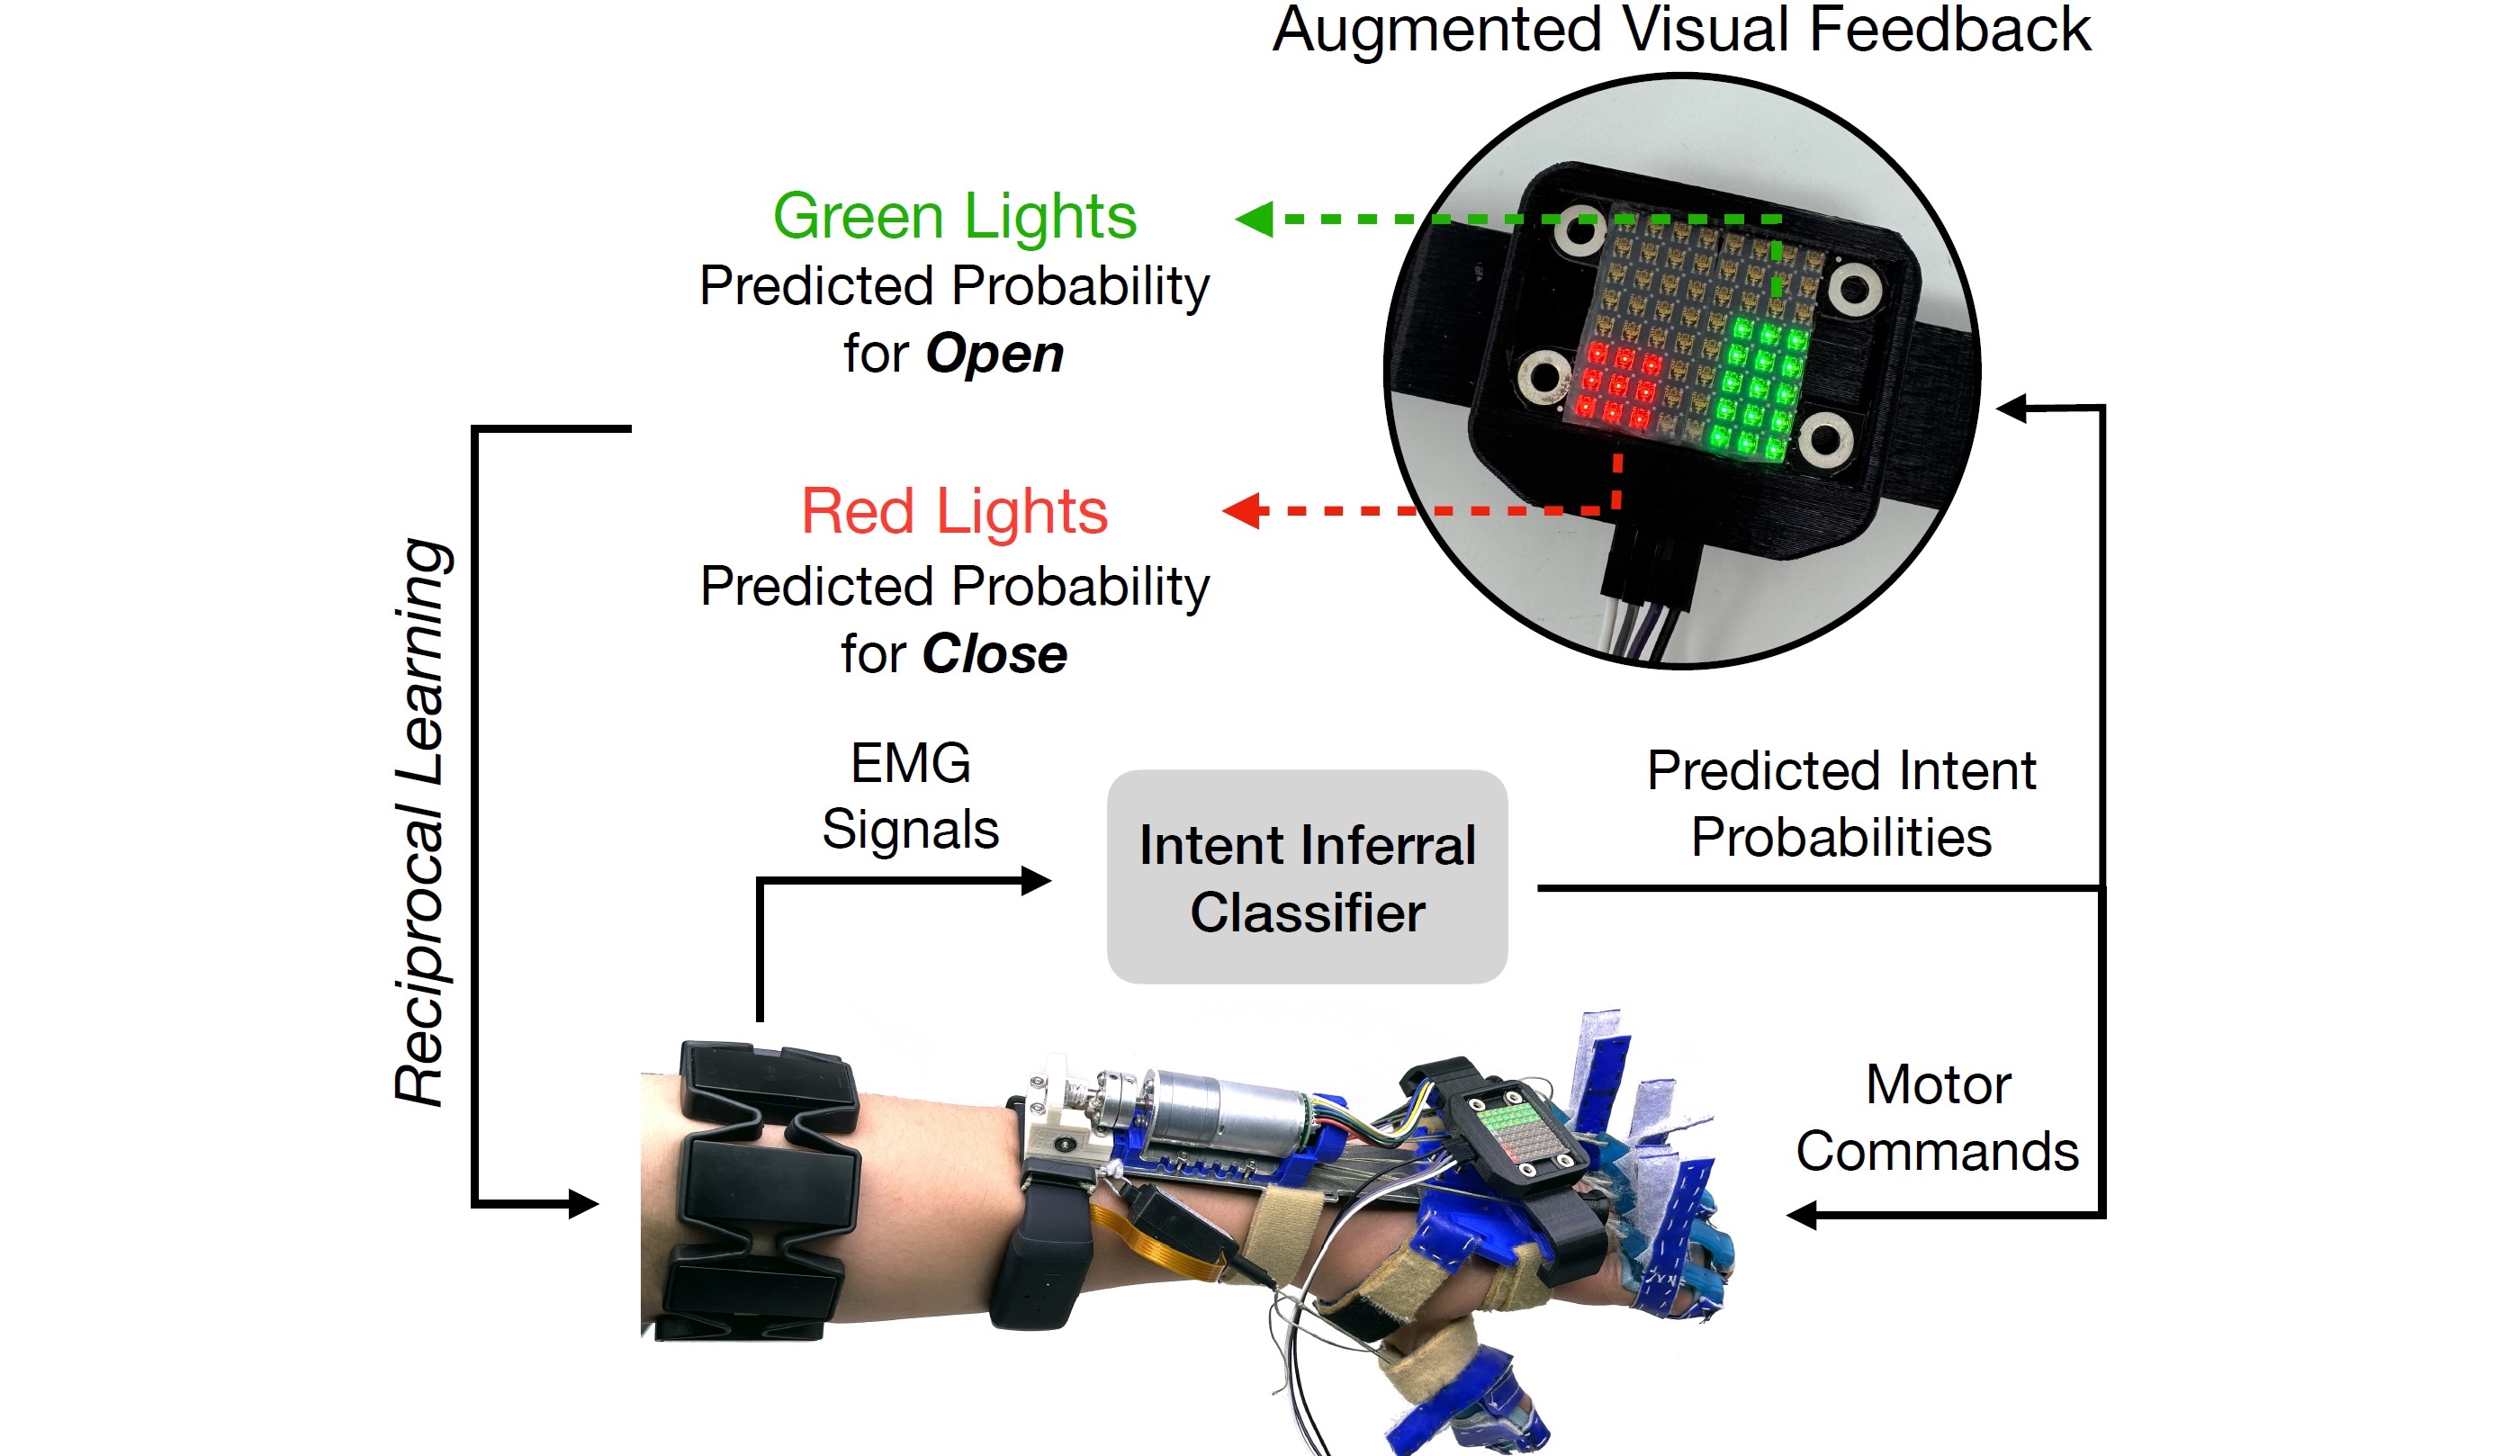 Augmented Visual Feedback
Green Lights
Predicted Probability
for Open
Red Lights
Predicted Probability
for Close
Reciprocal Learning
EMG
Signals
Intent Inferral
Classifier
Predicted Intent
Probabilities
Motor
Commands